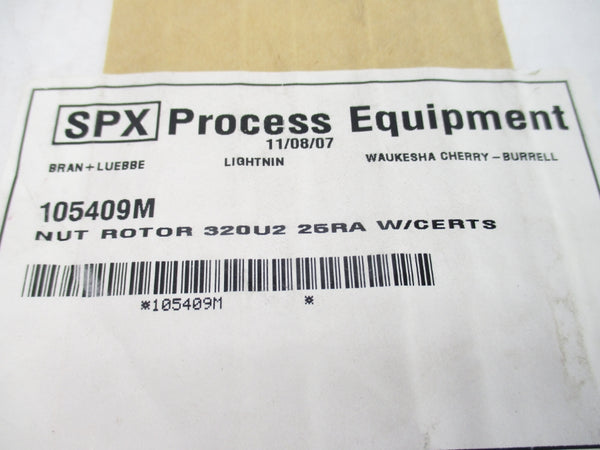 SPX Process Equipment
11/08/07
BRAN+LUEBBE LIGHTNIN WAUKESHA CHERRY-BURRELL
105409M
NUT ROTOR 320U2 25RA W/CERTS
*105409M *